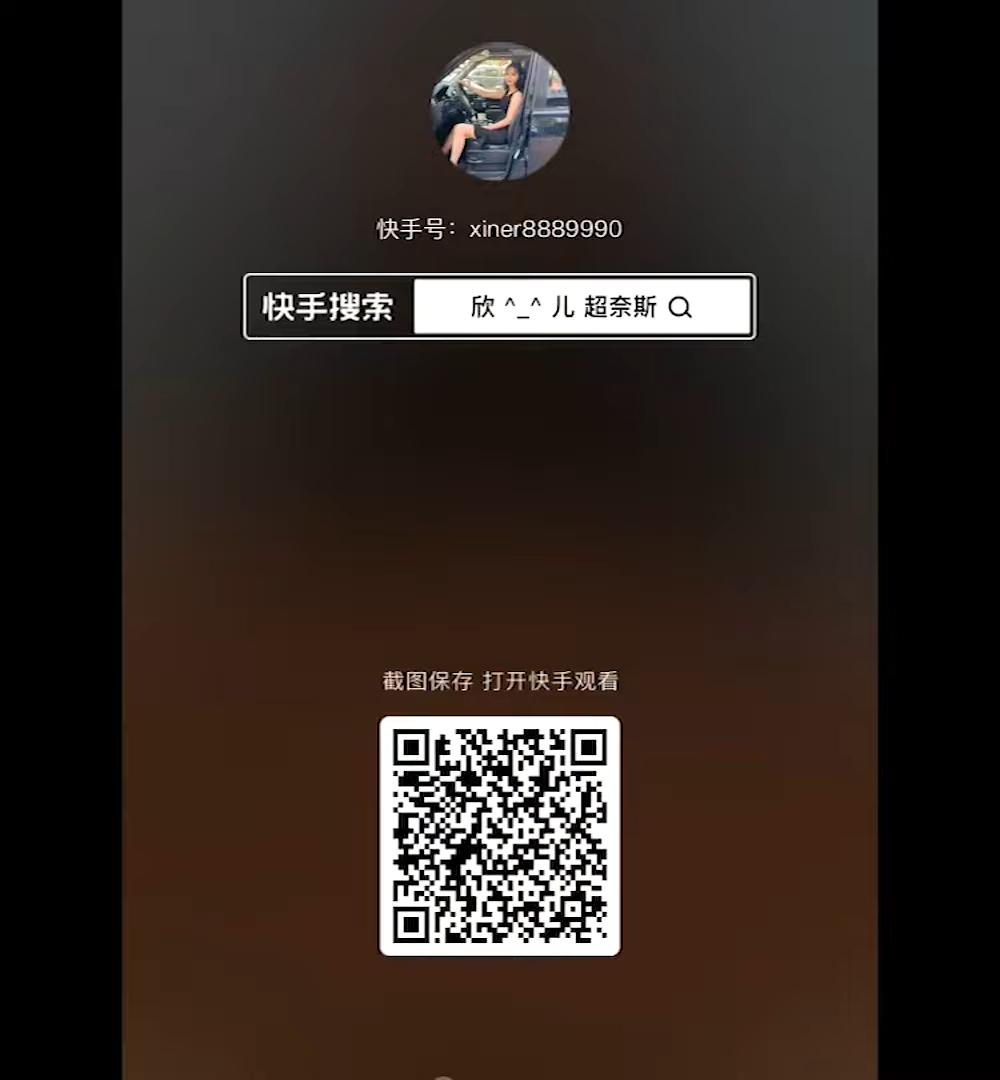 快手号：xiner8889990
快手搜索 欣 ^_^ 儿 超奈斯
截图保存 打开快手观看